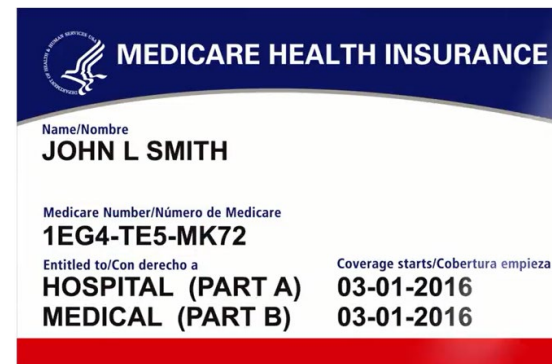 MEDICARE HEALTH INSURANCE
Name/Nombre
JOHN L SMITH
Medicare Number/Número de Medicare
1EG4-TE5-MK72
Entitled to/Con derecho a
HOSPITAL (PART A)
MEDICAL (PART B)
Coverage starts/Cobertura empieza
03-01-2016
03-01-2016